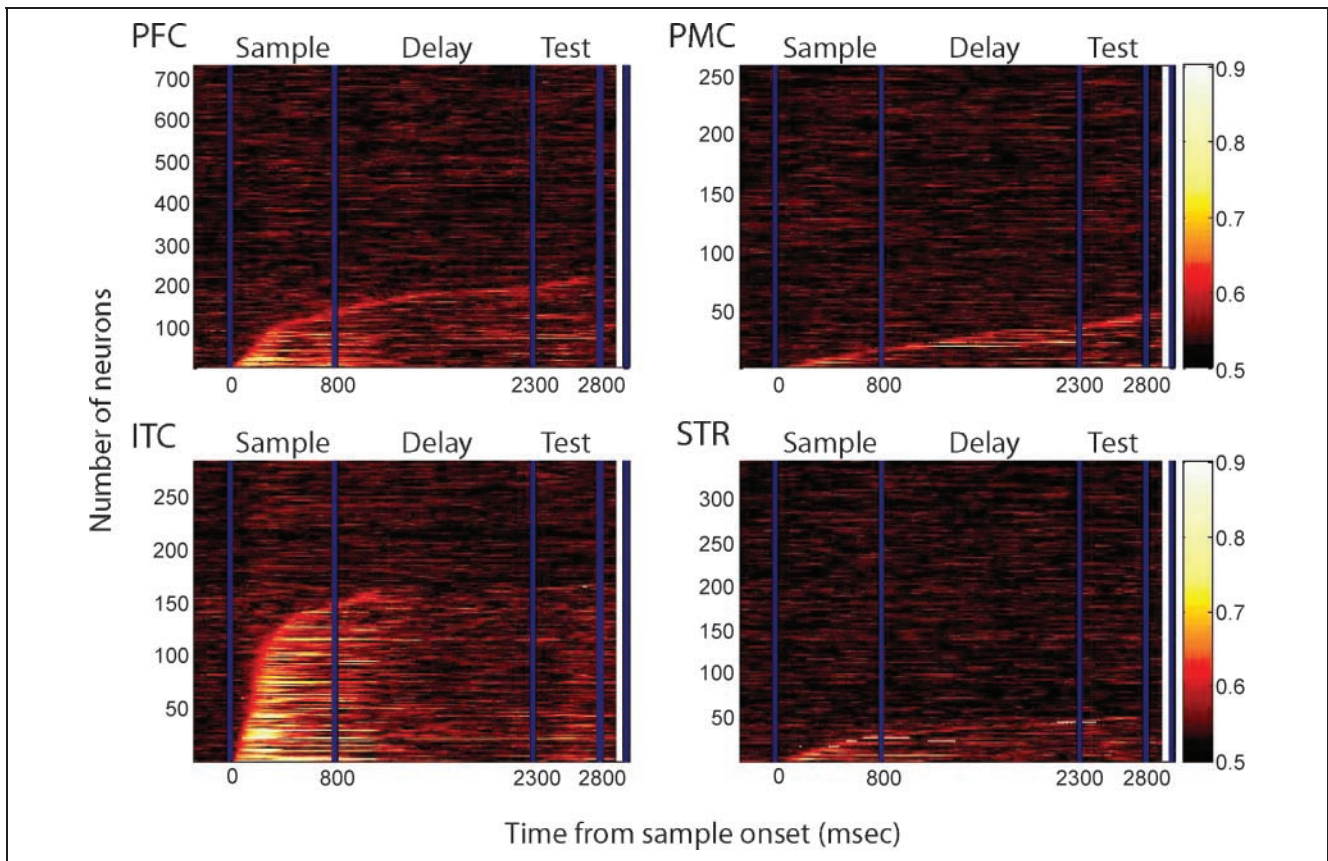 PFC
Sample Delay Test
700
600
500
400
300
200
100
0 800 2300 2800
PMC
Sample Delay Test
250
200
150
100
50
0 800 2300 2800
0.9
0.8
0.7
0.6
0.5
ITC
Sample Delay Test
250
200
150
100
50
0 800 2300 2800
STR
Sample Delay Test
300
250
200
150
100
50
0 800 2300 2800
0.9
0.8
0.7
0.6
0.5
Number of neurons
Time from sample onset (msec)